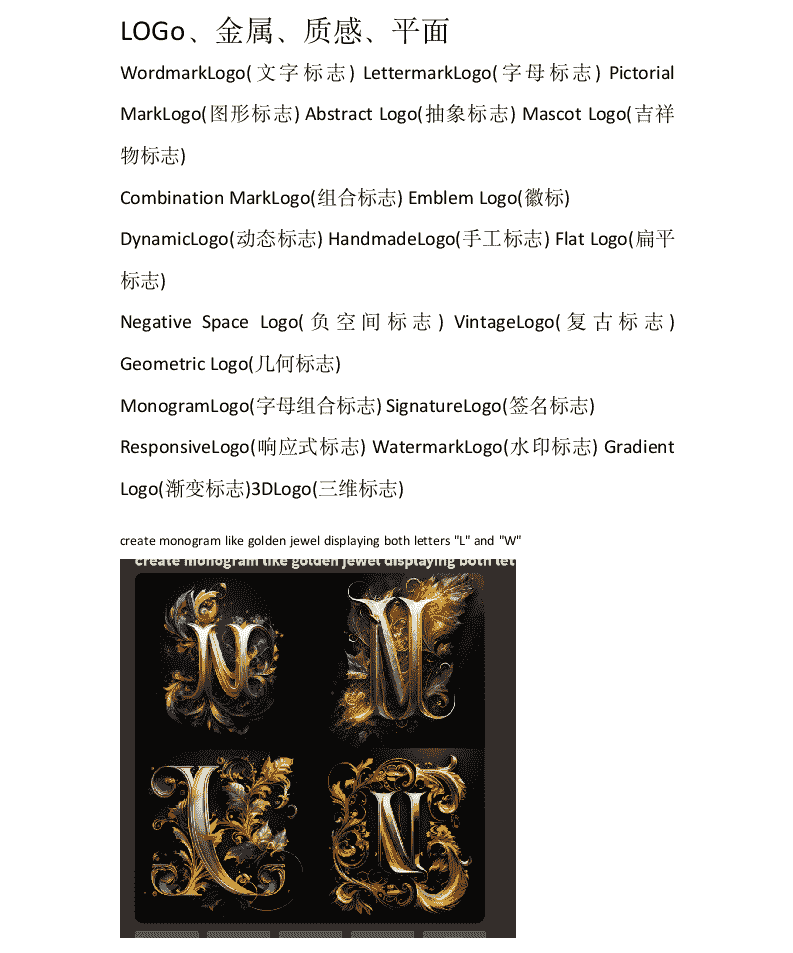 LOGo、金属、质感、平面
WordmarkLogo(文字标志) LettermarkLogo(字母标志) Pictorial
MarkLogo(图形标志) Abstract Logo(抽象标志) Mascot Logo(吉祥
物标志)
Combination MarkLogo(组合标志) Emblem Logo(徽标)
DynamicLogo(动态标志) HandmadeLogo(手工标志) Flat Logo(扁平
标志)
Negative Space Logo(负空间标志) VintageLogo(复古标志)
Geometric Logo(几何标志)
MonogramLogo(字母组合标志) SignatureLogo(签名标志)
ResponsiveLogo(响应式标志) WatermarkLogo(水印标志) Gradient
Logo(渐变标志)3DLogo(三维标志)
create monogram like golden jewel displaying both letters "L" and "W"
create monogram like golden jewel displaying both let